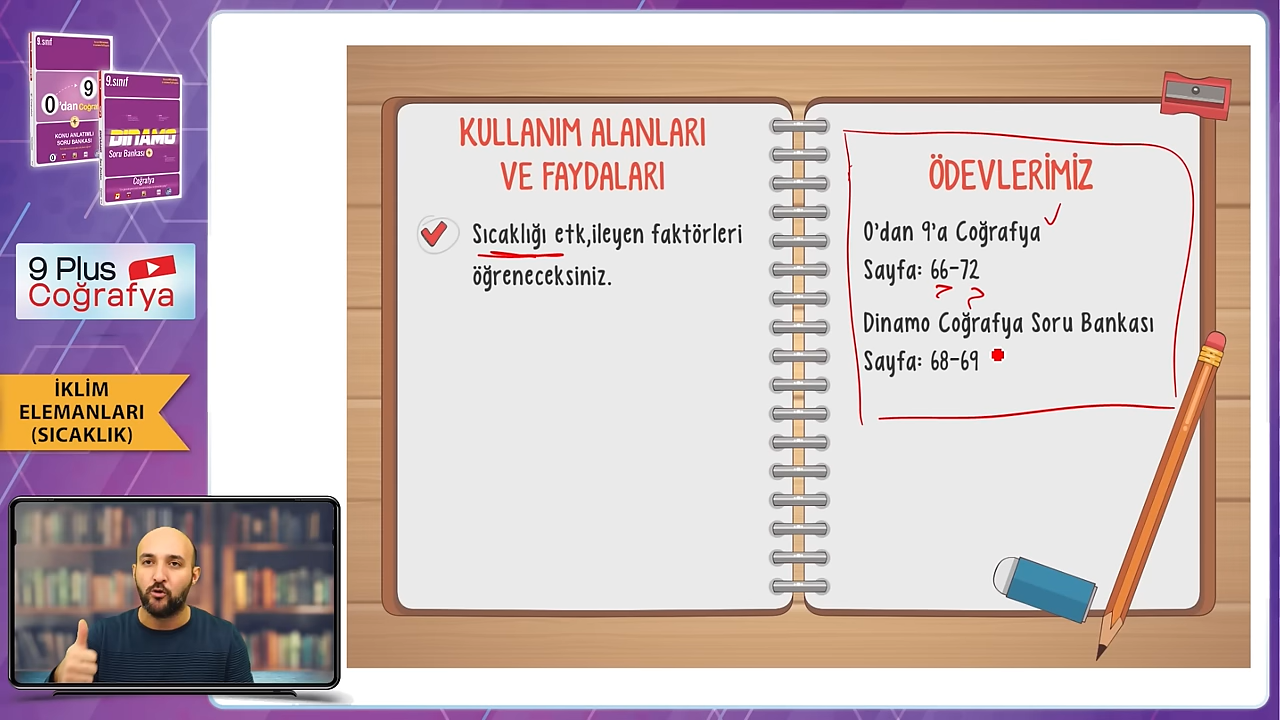 9.sınıf
0'dan
9
KONU ANLATIMLI
SORU BANKASI
9.sınıf
DİNAMO
Soru Bankası
Coğrafya
9 Plus
Coğrafya
İKLİM
ELEMANLARI
(SICAKLIK)
KULLANIM ALANLARI
VE FAYDALARI
Sıcaklığı etk,ileyen faktörleri
öğreneceksiniz.
ÖDEVLERİMİZ
0'dan 9'a Coğrafya
Sayfa: 66-72
Dinamo Coğrafya Soru Bankası
Sayfa: 68-69